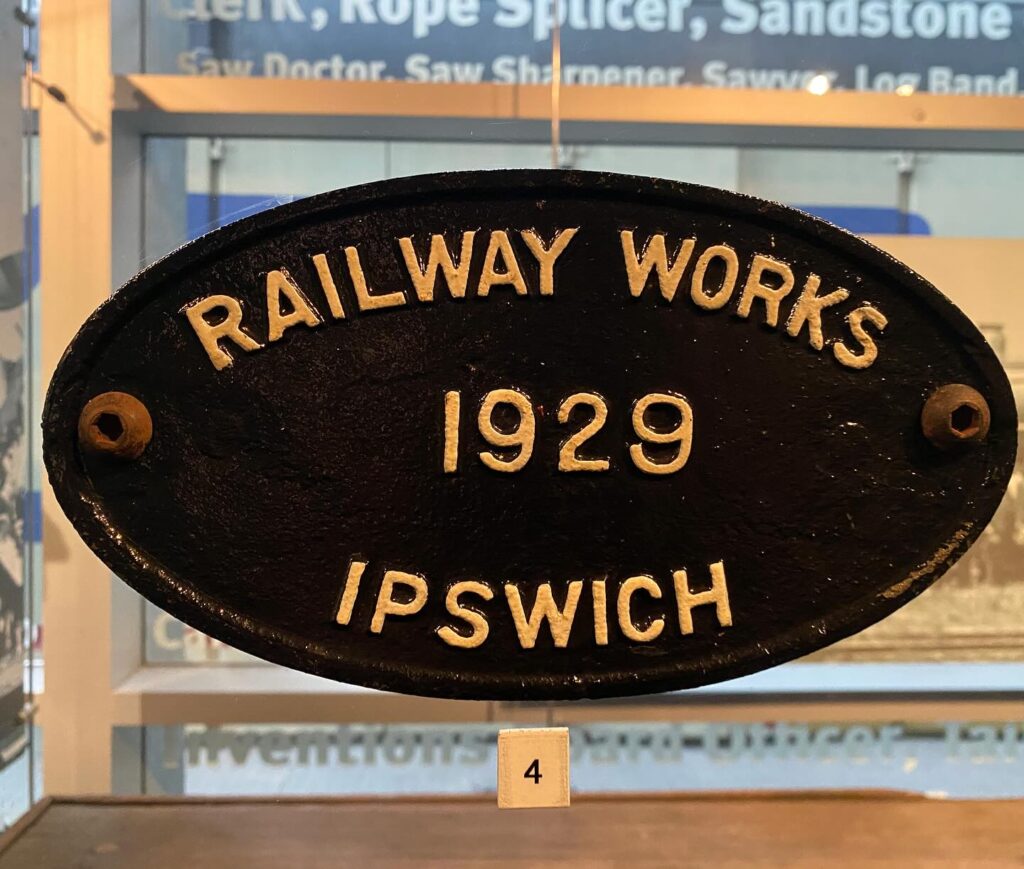 Clerk, Rope Splicer, Sandstone
Saw Doctor, Saw Sharpener, Sawyer, Log Band
RAILWAY WORKS
1929
IPSWICH
4